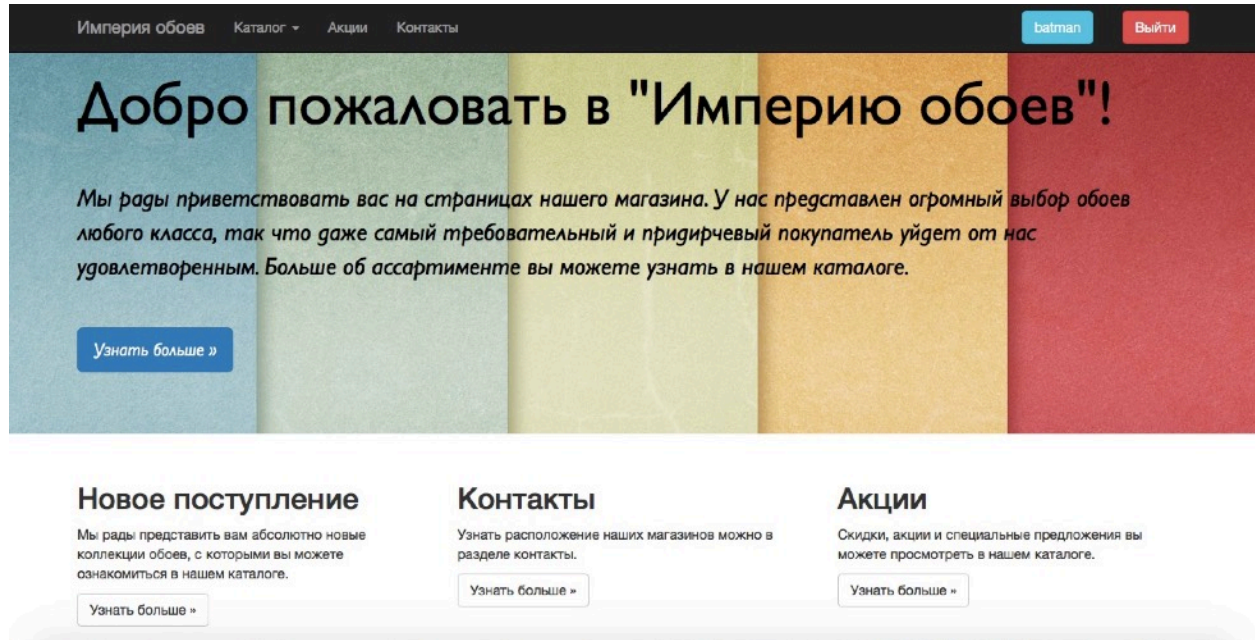 Империя обоев Каталог Акции Контакты batman Выйти
Добро пожаловать в "Империю обоев"!
Мы рады приветствовать вас на страницах нашего магазина. У нас представлен огромный выбор обоев
любого класса, так что даже самый требовательный и придирчевый покупатель уйдет от нас
удовлетворенным. Больше об ассартименте вы можете узнать в нашем каталоге.
Узнать больше »
Новое поступление
Мы рады представить вам абсолютно новые
коллекции обоев, с которыми вы можете
ознакомиться в нашем каталоге.
Узнать больше »
Контакты
Узнать расположение наших магазинов можно в
разделе контакты.
Узнать больше »
Акции
Скидки, акции и специальные предложения вы
можете просмотреть в нашем каталоге.
Узнать больше »